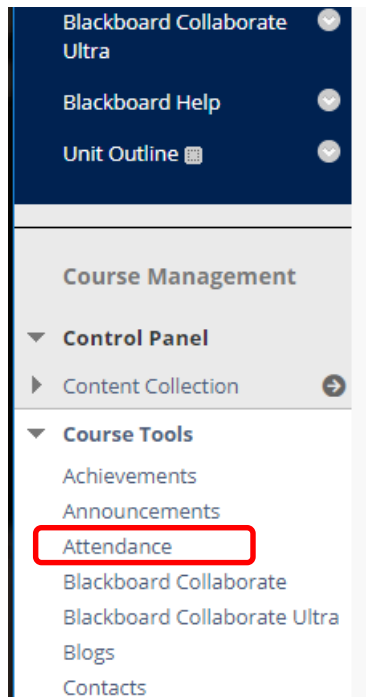 Blackboard Collaborate
Ultra
Blackboard Help
Unit Outline
Course Management
Control Panel
Content Collection
Course Tools
Achievements
Announcements
Attendance
Blackboard Collaborate
Blackboard Collaborate Ultra
Blogs
Contacts